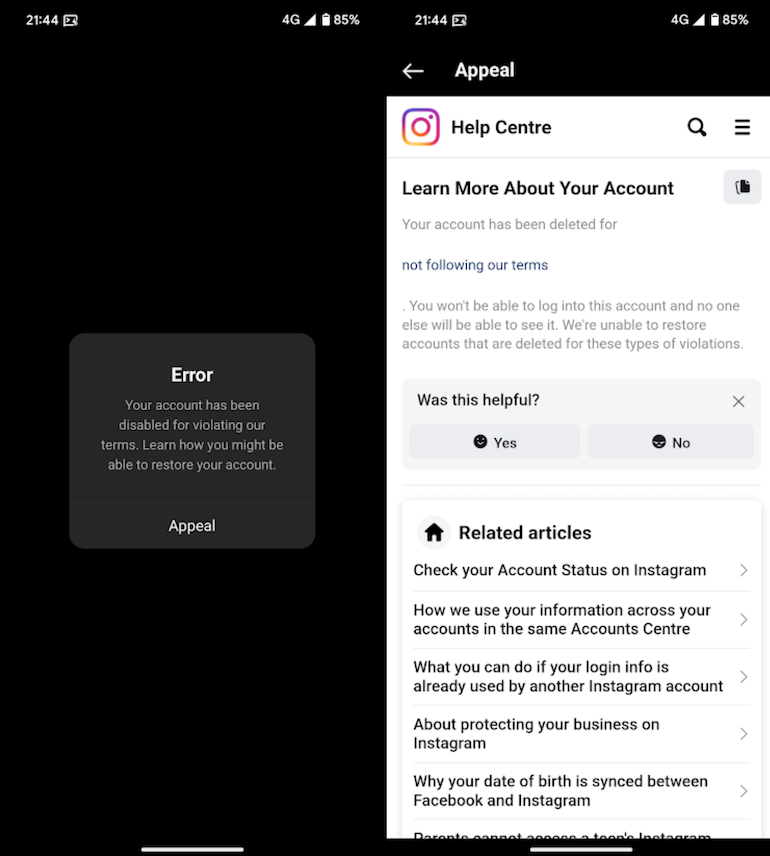 21:44
4G 85%
Error
Your account has been
disabled for violating our
terms. Learn how you might be
able to restore your account.
Appeal
21:44
4G 85%
Appeal
Help Centre
Learn More About Your Account
Your account has been deleted for
not following our terms
. You won't be able to log into this account and no one
else will be able to see it. We're unable to restore
accounts that are deleted for these types of violations.
Was this helpful?
Yes
No
Related articles
Check your Account Status on Instagram
How we use your information across your
accounts in the same Accounts Centre
What you can do if your login info is
already used by another Instagram account
About protecting your business on
Instagram
Why your date of birth is synced between
Facebook and Instagram
Parents cannot access a teen's Instagram